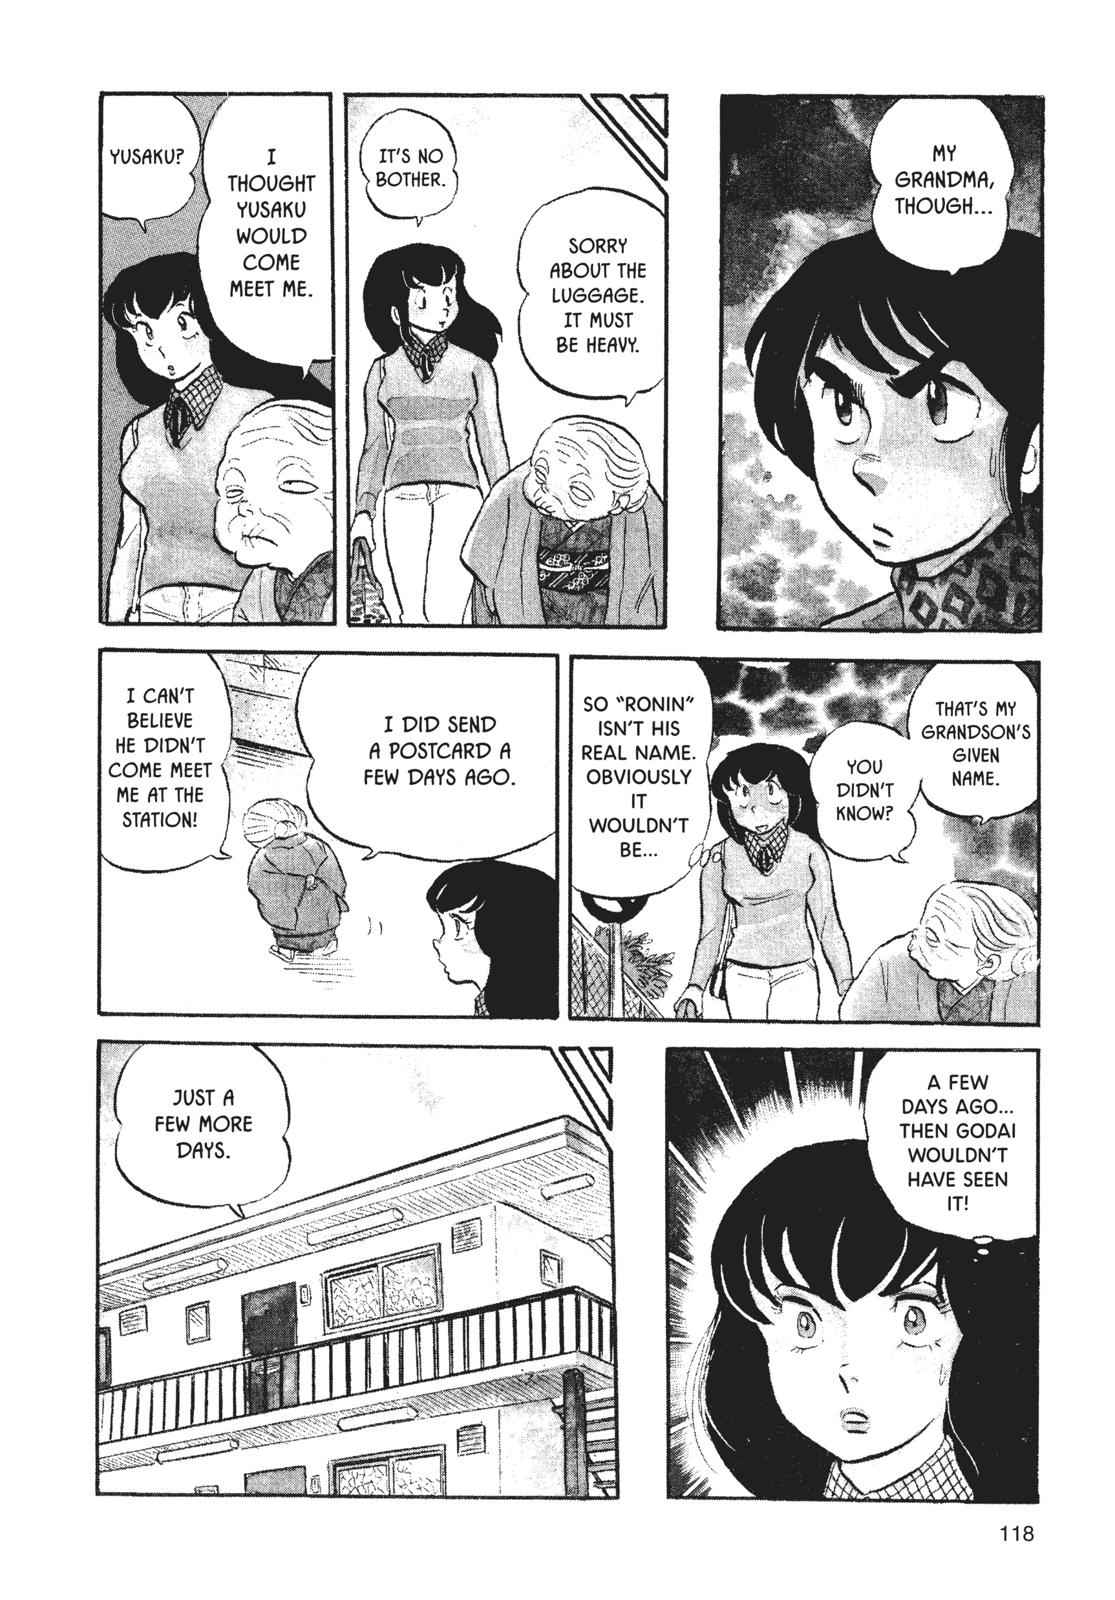 MY
GRANDMA,
THOUGH...
IT'S NO
BOTHER.
SORRY
ABOUT THE
LUGGAGE.
IT MUST
BE HEAVY.
I
THOUGHT
YUSAKU
WOULD
COME
MEET ME.
YUSAKU?
THAT'S MY
GRANDSON'S
GIVEN
NAME.
YOU
DIDN'T
KNOW?
SO "RONIN"
ISN'T HIS
REAL NAME.
OBVIOUSLY
IT
WOULDN'T
BE...
I DID SEND
A POSTCARD A
FEW DAYS AGO.
I CAN'T
BELIEVE
HE DIDN'T
COME MEET
ME AT THE
STATION!
A FEW
DAYS AGO...
THEN GODAI
WOULDN'T
HAVE SEEN
IT!
JUST A
FEW MORE
DAYS.
118